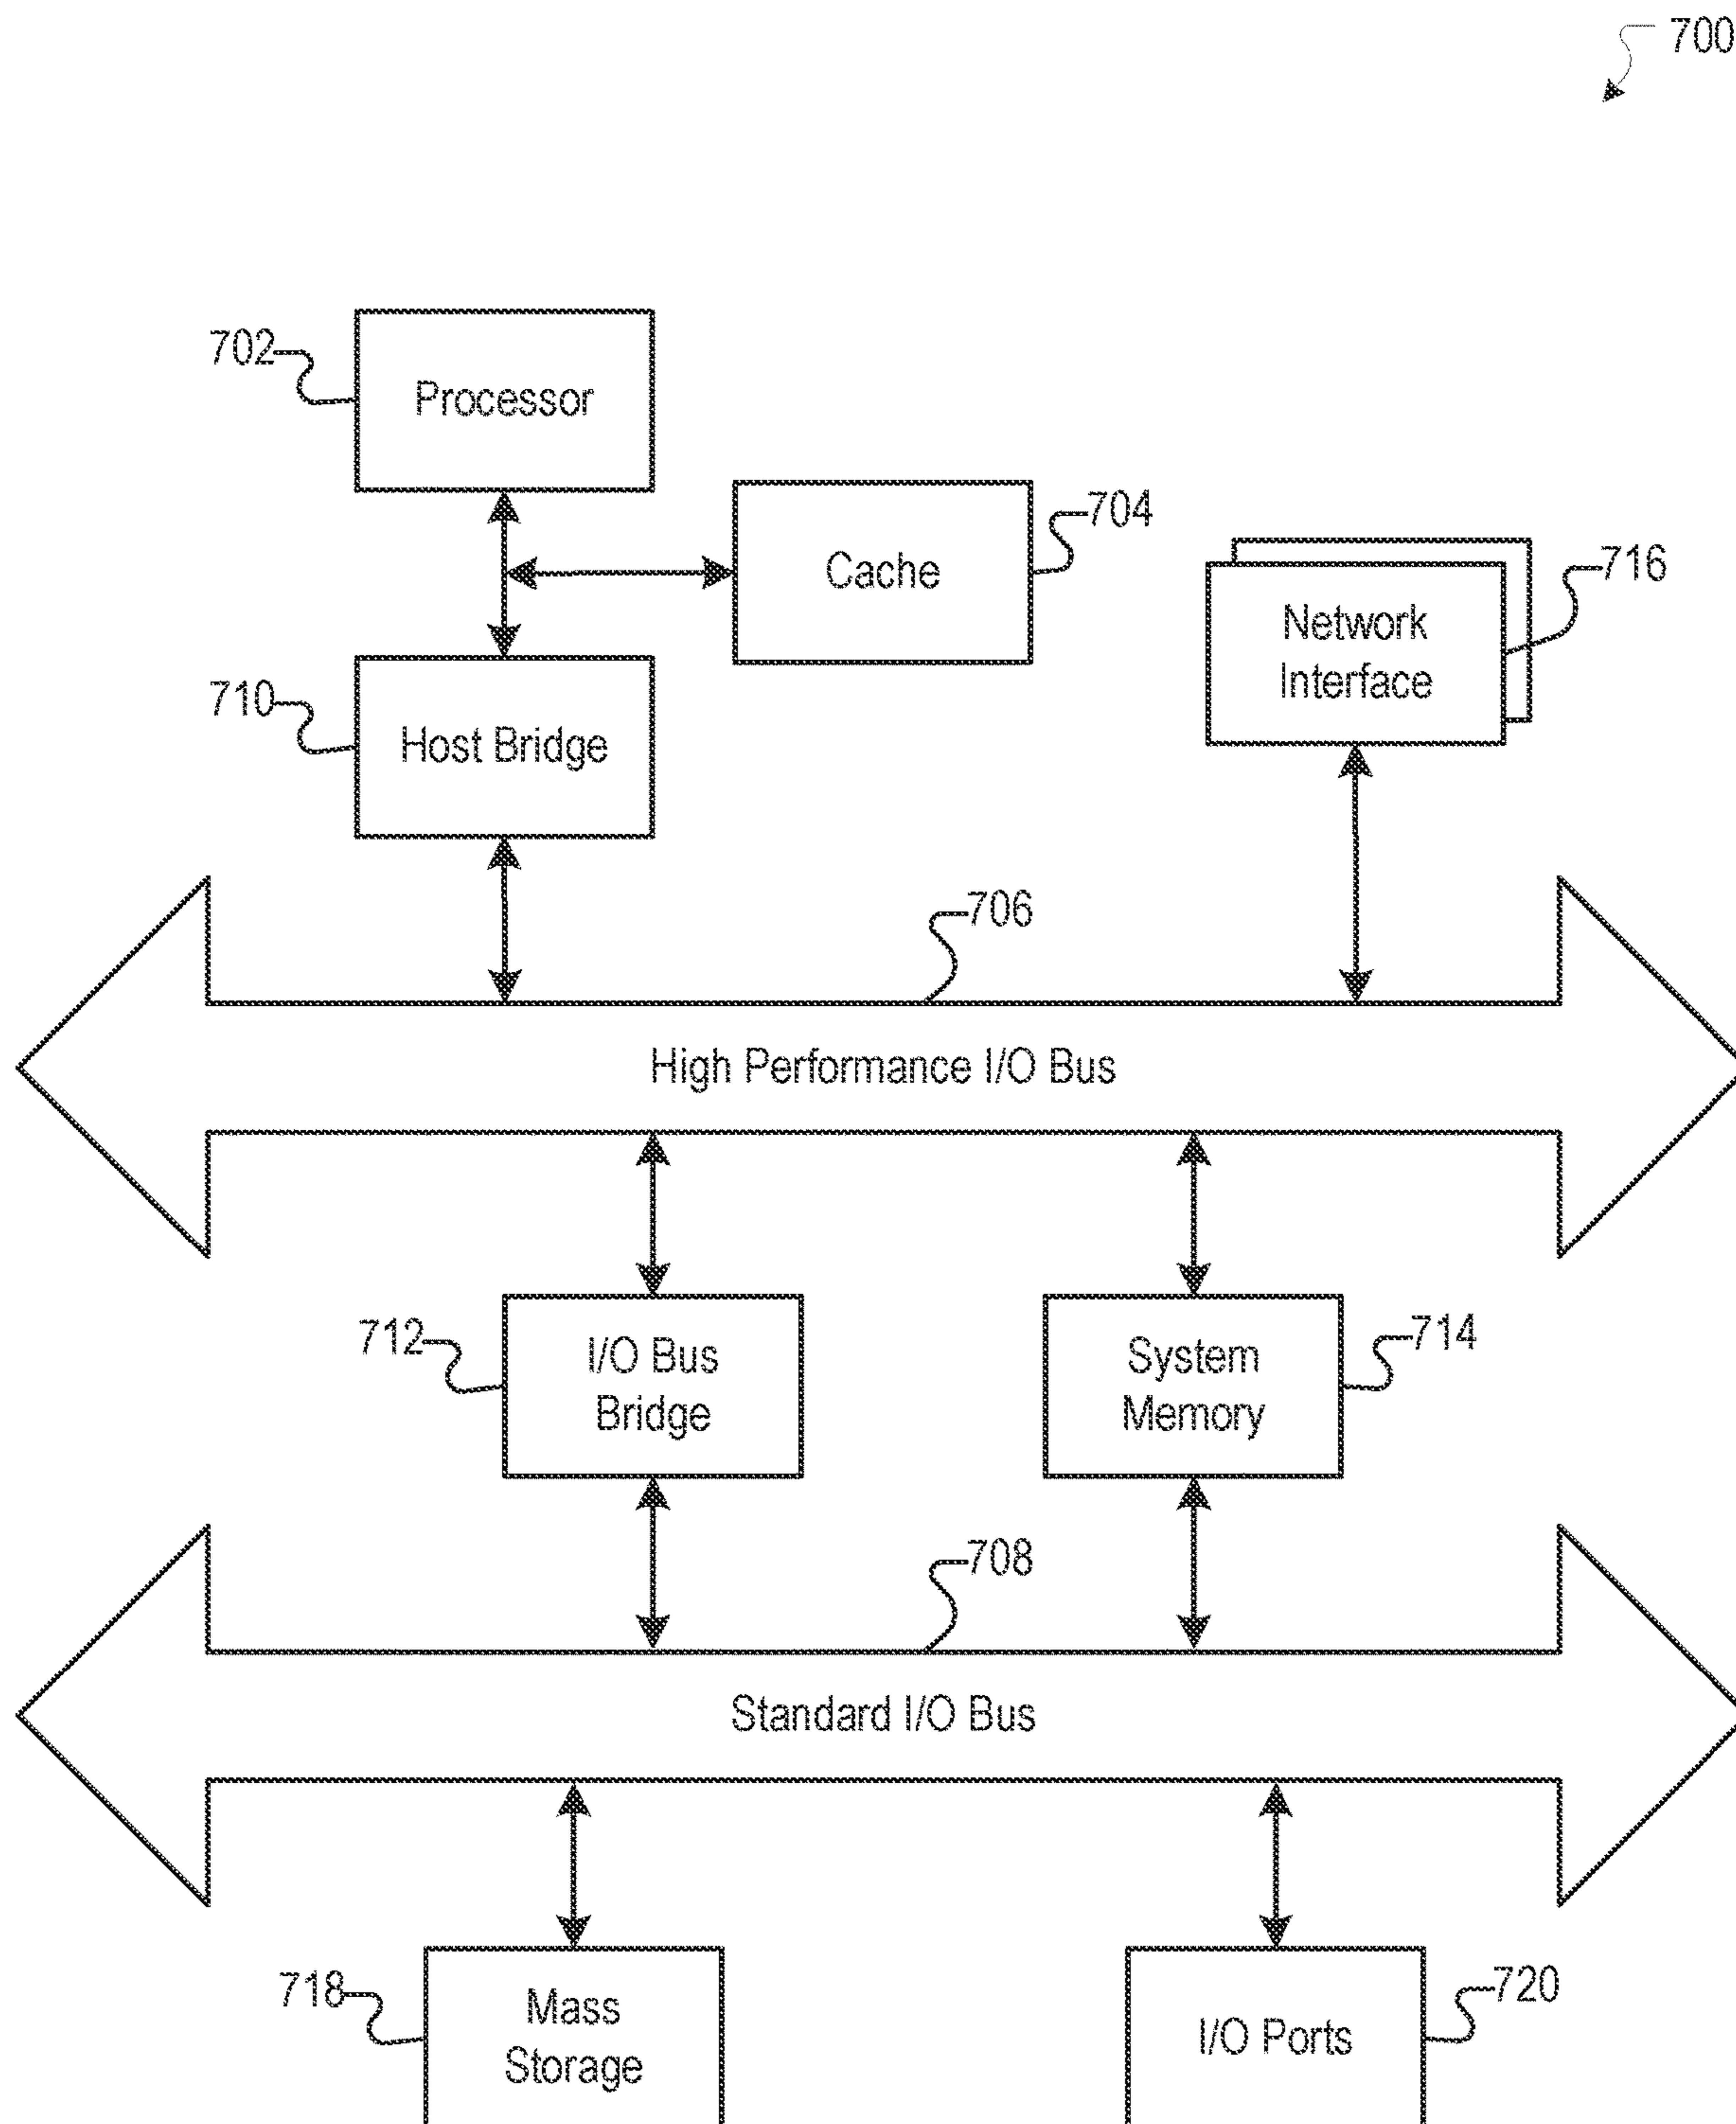 700
702
Processor
704
Cache
716
Network
Interface
710
Host Bridge
706
High Performance I/O Bus
712
I/O Bus
Bridge
System
Memory
714
708
Standard I/O Bus
718
Mass
Storage
I/O Ports
720